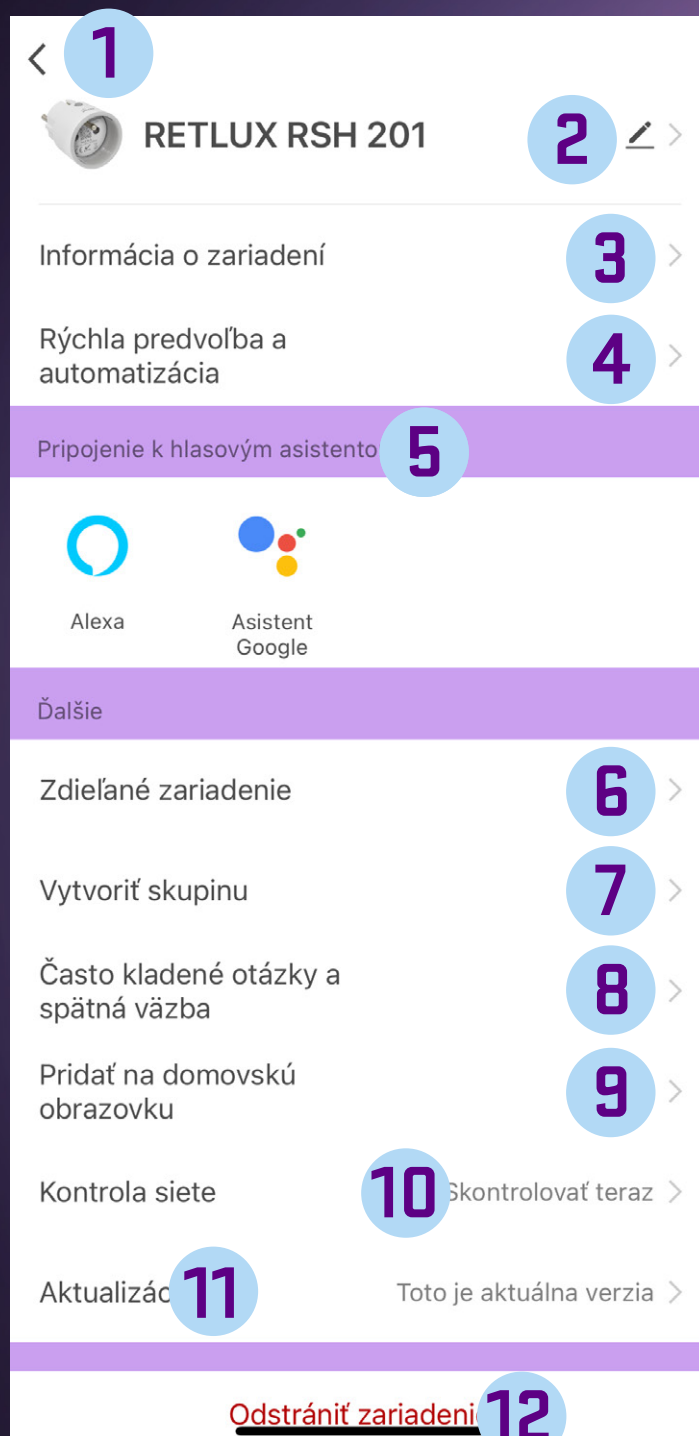 1
RETLUX RSH 201
2
Informácia o zariadení
3
Rýchla predvoľba a
automatizácia
4
Pripojenie k hlasovým asistento
5
Alexa
Asistent
Google
Ďalšie
Zdieľané zariadenie
6
Vytvoriť skupinu
7
Často kladené otázky a
spätná väzba
8
Pridať na domovskú
obrazovku
9
Kontrola siete
10
Skontrolovať teraz
Aktualizác
11
Toto je aktuálna verzia
Odstrániť zariadeni
12